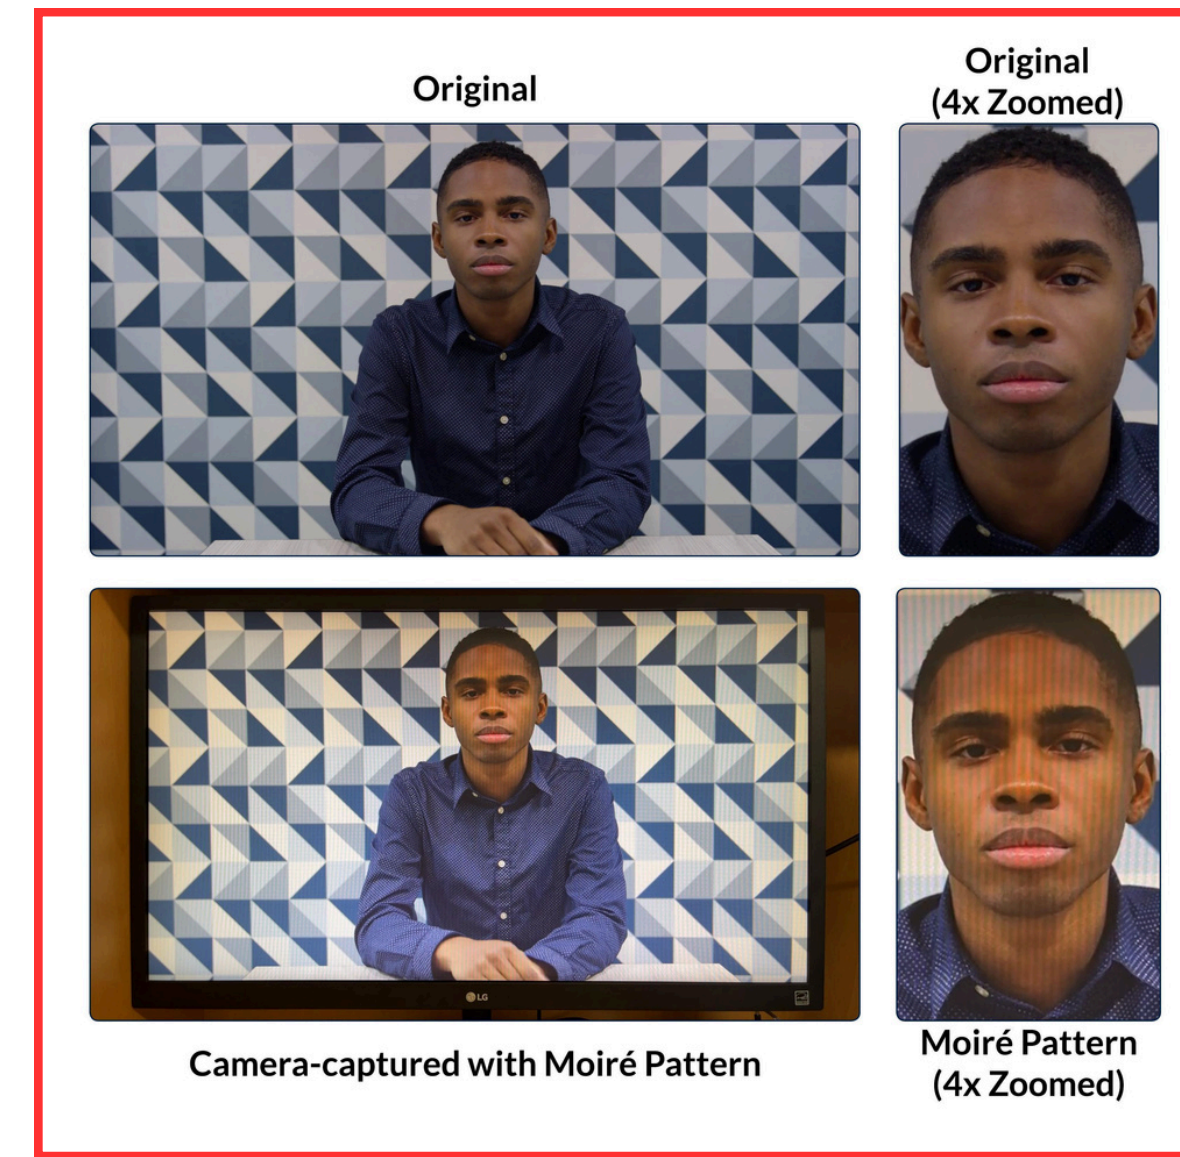 Original
Original
(4x Zoomed)
LG
Camera-captured with Moiré Pattern
Moiré Pattern
(4x Zoomed)